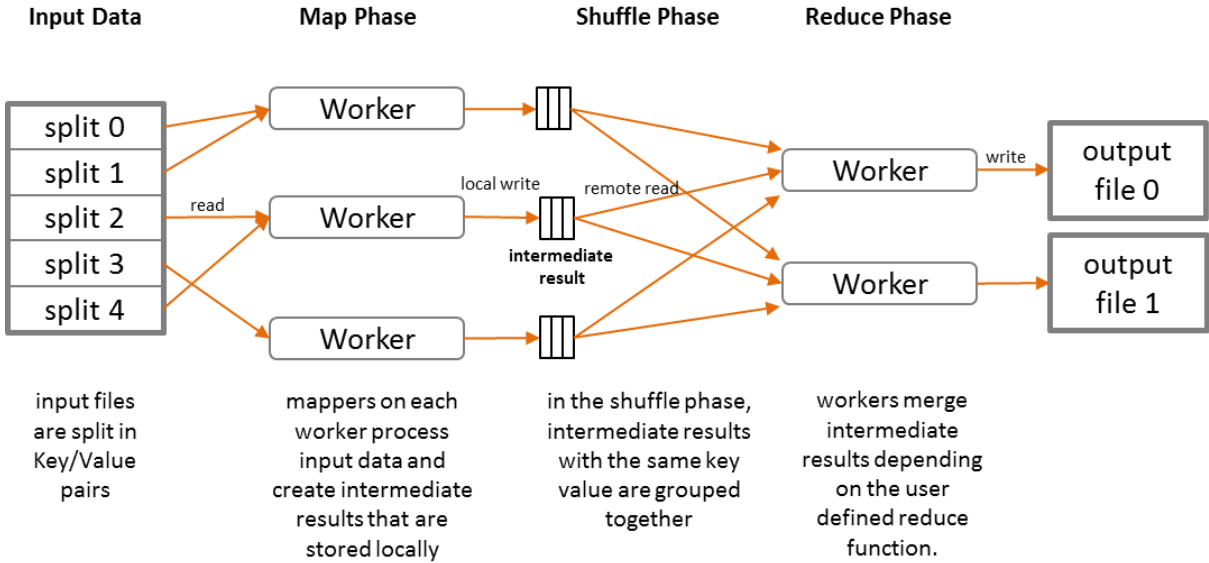 Input Data
Map Phase
Shuffle Phase
Reduce Phase
split 0
split 1
split 2
split 3
split 4
read
Worker
Worker
Worker
local write
remote read
intermediate
result
Worker
Worker
write
output
file 0
output
file 1
input files
are split in
Key/Value
pairs
mappers on each
worker process
input data and
create intermediate
results that are
stored locally
in the shuffle phase,
intermediate results
with the same key
value are grouped
together
workers merge
intermediate
results depending
on the user
defined reduce
function.